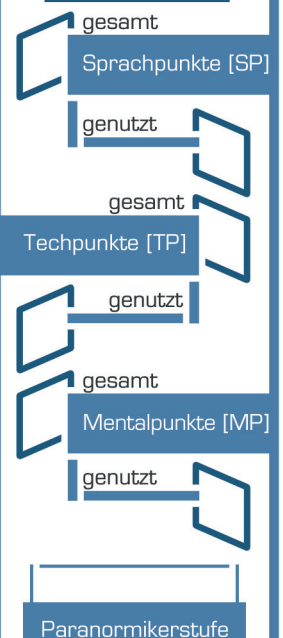 gesamt
Sprachpunkte [SP]
genutzt
gesamt
Techpunkte [TP]
genutzt
gesamt
Mentalpunkte [MP]
genutzt
Paranormikerstufe